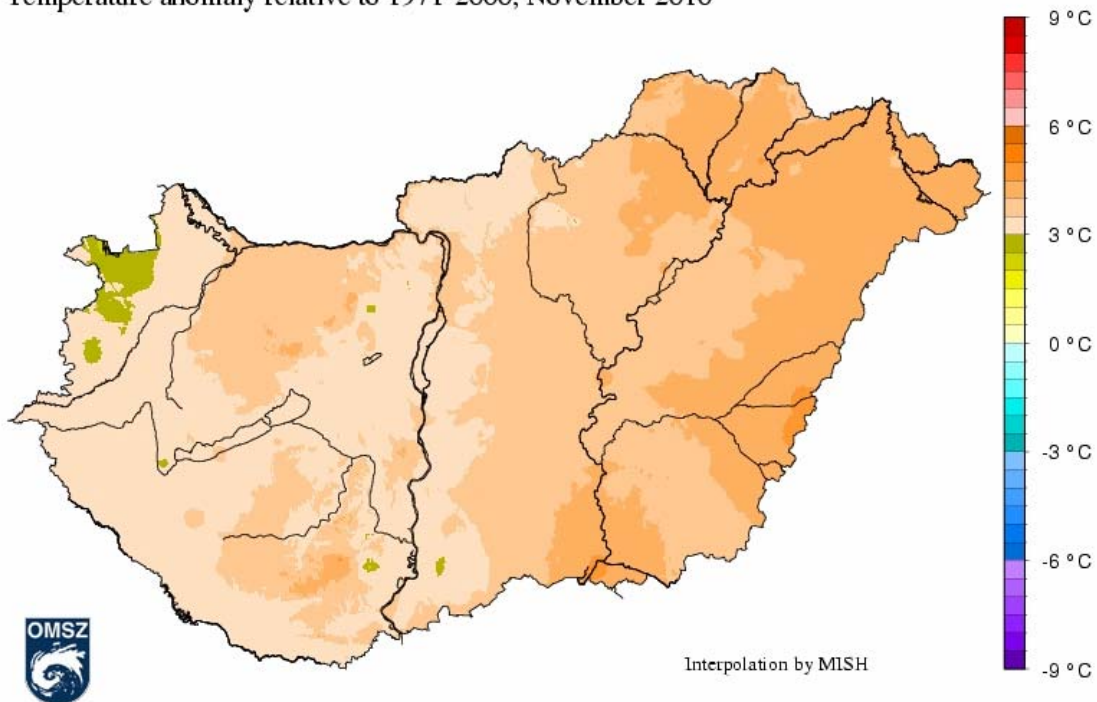 Temperature anomaly relative to 1971-2000, November 2010
9 °C
6 °C
3 °C
0 °C
-3 °C
-6 °C
-9 °C
OMSZ
Interpolation by MISH